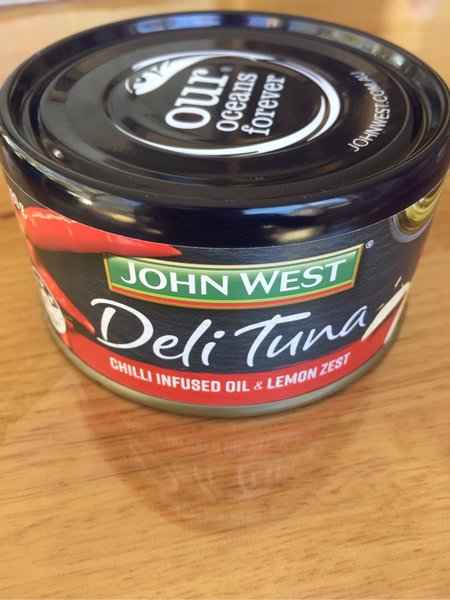 our
oceans
forever
JOHNWEST.COM.AU
JOHN WEST
Deli Tuna
CHILLI INFUSED OIL & LEMON ZEST